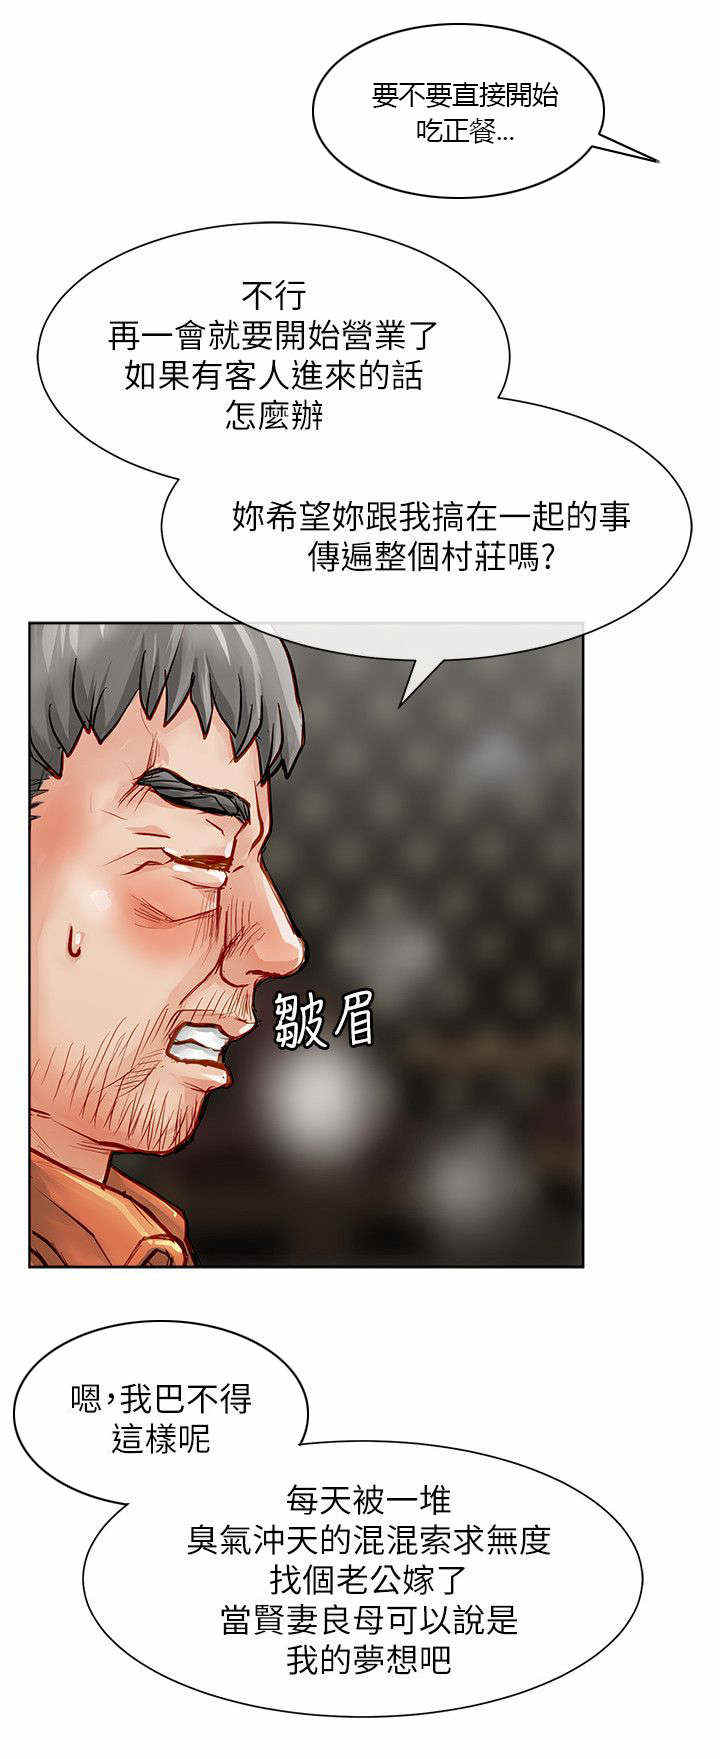 要不要直接開始
吃正餐...
不行
再一會就要開始營業了
如果有客人進來的話
怎麼辦
妳希望妳跟我搞在一起的事
傳遍整個村莊嗎?
皺眉
嗯，我巴不得
這樣呢
每天被一堆
臭氣沖天的混混索求無度
找個老公嫁了
當賢妻良母可以說是
我的夢想吧